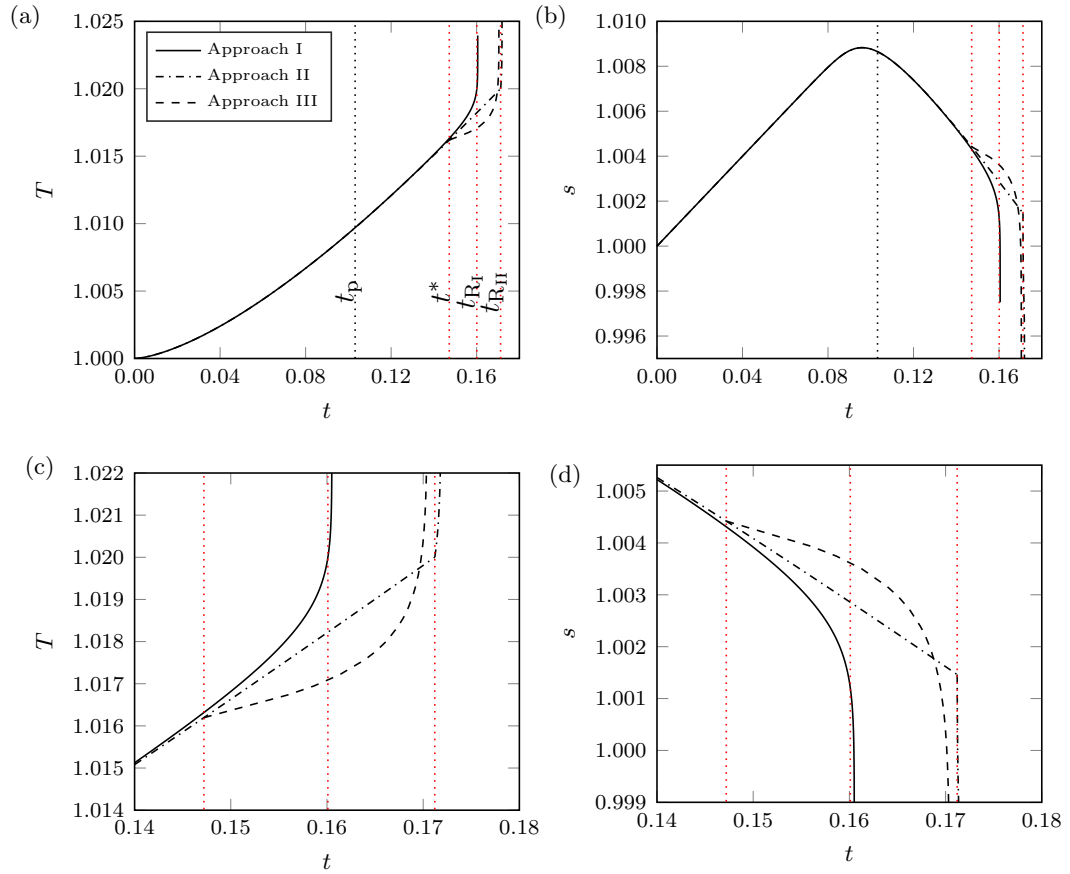 (a)
1.025
1.020
1.015
1.010
1.005
1.000
T
Approach I
Approach II
Approach III
t_p
t*
t_{R_I}
t_{R_{II}}
0.00 0.04 0.08 0.12 0.16
t
(b)
1.010
1.008
1.006
1.004
1.002
1.000
0.998
0.996
s
0.00 0.04 0.08 0.12 0.16
t
(c)
1.022
1.021
1.020
1.019
1.018
1.017
1.016
1.015
1.014
T
0.14 0.15 0.16 0.17 0.18
t
(d)
1.005
1.004
1.003
1.002
1.001
1.000
0.999
s
0.14 0.15 0.16 0.17 0.18
t